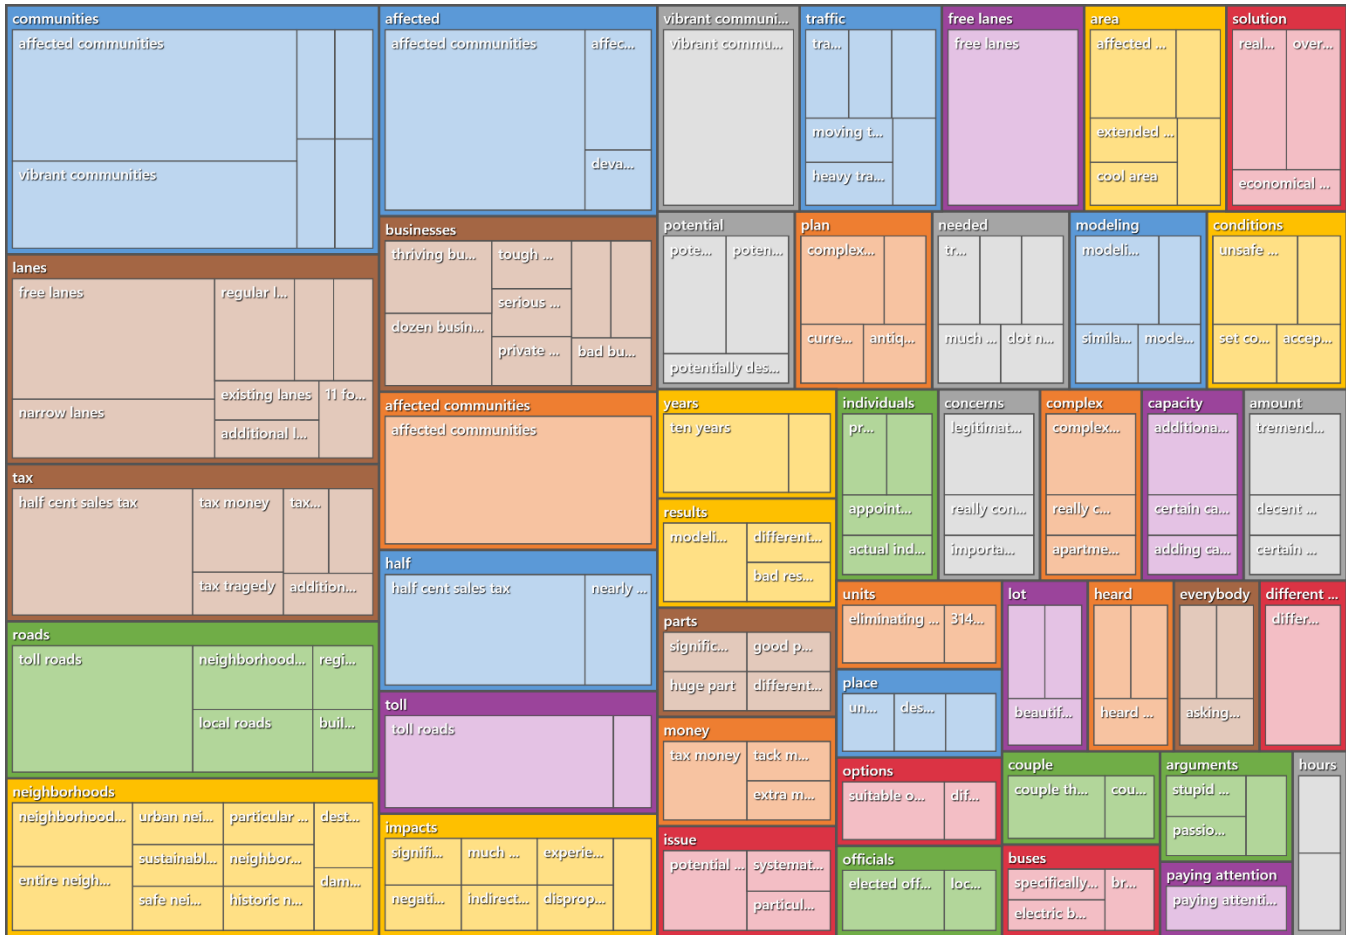 communities
affected communities
vibrant communities
affected
affected communities
affec...
deva...
vibrant communi...
vibrant commu...
traffic
tra...
moving t...
heavy tra...
free lanes
free lanes
area
affected ...
extended ...
cool area
solution
real...
over...
economical ...
lanes
free lanes
narrow lanes
regular l...
existing lanes
11 fo...
additional l...
businesses
thriving bu...
dozen busin...
tough ...
serious ...
private ...
bad bu...
potential
pote...
poten...
potentially des...
plan
complex...
curre...
antiq...
needed
tr...
much ...
dot n...
modeling
modeli...
simila...
mode...
conditions
unsafe ...
set co...
accep...
affected communities
affected communities
years
ten years
individuals
pr...
appoint...
actual ind...
concerns
legitimat...
really con...
importa...
complex
complex...
really c...
apartme...
capacity
additiona...
certain ca...
adding ca...
amount
tremend...
decent ...
certain ...
tax
half cent sales tax
tax money
tax...
tax tragedy
addition...
results
modeli...
different...
bad res...
half
half cent sales tax
nearly ...
units
eliminating ...
314...
lot
beautif...
heard
heard ...
everybody
asking...
different ...
differ...
roads
toll roads
neighborhood...
regi...
local roads
buil...
parts
signific...
good p...
huge part
different...
place
un...
des...
toll
toll roads
money
tax money
tack m...
extra m...
options
suitable o...
dif...
couple
couple th...
cou...
arguments
stupid ...
passio...
hours
neighborhoods
neighborhood...
entire neigh...
urban nei...
sustainabl...
safe nei...
particular ...
neighbor...
historic n...
dest...
dam...
impacts
signifi...
much ...
experie...
negati...
indirect...
disprop...
issue
potential ...
systemat...
particul...
officials
elected off...
loc...
buses
specifically...
br...
electric b...
paying attention
paying attenti...